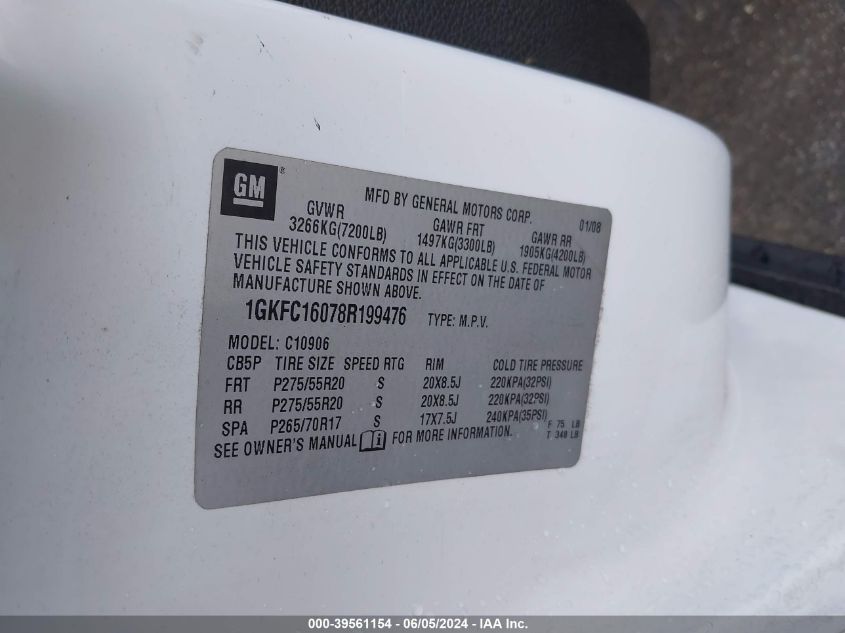 GM ®
MFD BY GENERAL MOTORS CORP. 01/08
GVWR GAWR FRT GAWR RR
3266KG(7200LB) 1497KG(3300LB) 1905KG(4200LB)
THIS VEHICLE CONFORMS TO ALL APPLICABLE U.S. FEDERAL MOTOR
VEHICLE SAFETY STANDARDS IN EFFECT ON THE DATE OF
MANUFACTURE SHOWN ABOVE.
1GKFC16078R199476 TYPE: M.P.V.
MODEL: C10906
CB5P TIRE SIZE SPEED RTG RIM COLD TIRE PRESSURE
FRT P275/55R20 S 20X8.5J 220KPA(32PSI)
RR P275/55R20 S 20X8.5J 220KPA(32PSI)
SPA P265/70R17 S 17X7.5J 240KPA(35PSI)
SEE OWNER'S MANUAL i FOR MORE INFORMATION.
F 75 LB
T 348 LB
000-39561154 - 06/05/2024 - IAA Inc.